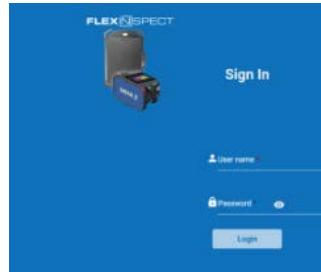 FLEXINSPECT
Sign In
User name *
Password *
Login